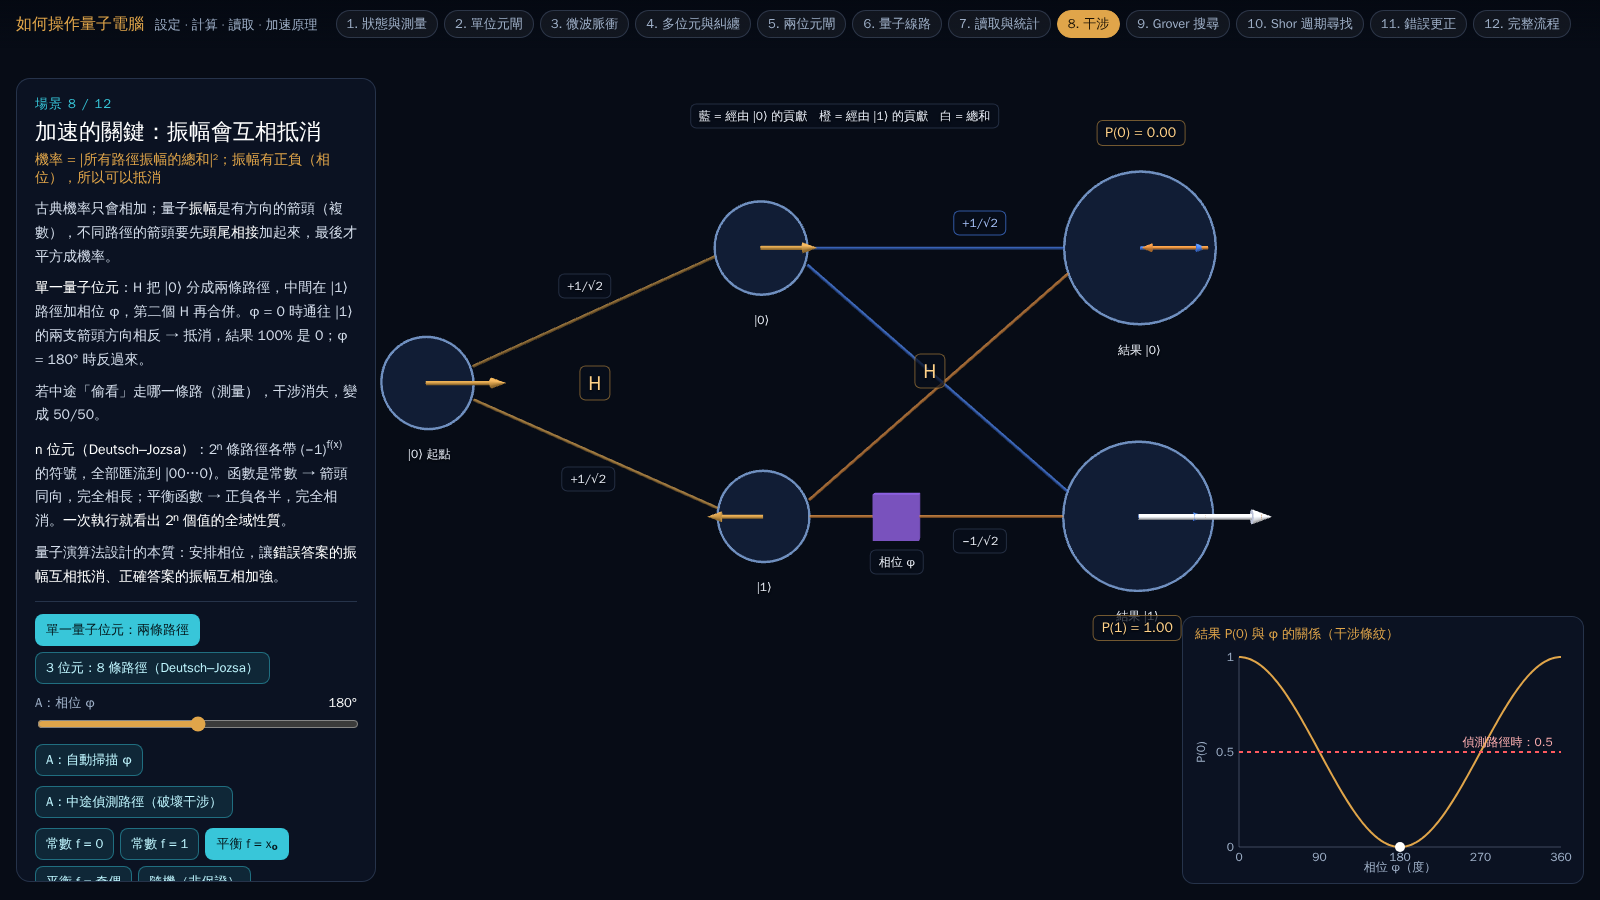 如何操作量子電腦 設定 · 計算 · 讀取 · 加速原理 1. 狀態與測量 2. 單位元閘 3. 微波脈衝 4. 多位元與糾纏 5. 兩位元閘 6. 量子線路 7. 讀取與統計 8. 干涉 9. Grover 搜尋 10. Shor 週期尋找 11. 錯誤更正 12. 完整流程
場景 8 / 12
加速的關鍵：振幅會互相抵消
機率 = |所有路徑振幅的總和|²；振幅有正負（相
位），所以可以抵消
古典機率只會相加；量子振幅是有方向的箭頭（複
數），不同路徑的箭頭要先頭尾相接加起來，最後才
平方成機率。
單一量子位元：H 把 |0⟩ 分成兩條路徑，中間在 |1⟩
路徑加相位 φ，第二個 H 再合併。φ = 0 時通往 |1⟩
的兩支箭頭方向相反 → 抵消，結果 100% 是 0；φ
= 180° 時反過來。
若中途「偷看」走哪一條路（測量），干涉消失，變
成 50/50。
n 位元（Deutsch–Jozsa）：2ⁿ 條路徑各帶 (−1)^f(x)
的符號，全部匯流到 |00⋯0⟩。函數是常數 → 箭頭
同向，完全相長；平衡函數 → 正負各半，完全相
消。一次執行就看出 2ⁿ 個值的全域性質。
量子演算法設計的本質：安排相位，讓錯誤答案的振
幅互相抵消、正確答案的振幅互相加強。
單一量子位元：兩條路徑
3 位元：8 條路徑（Deutsch–Jozsa）
A：相位 φ 180°
A：自動掃描 φ
A：中途偵測路徑（破壞干涉）
常數 f = 0 常數 f = 1 平衡 f = x₀
平衡 f = 奇偶 隨機（非保證）
藍 = 經由 |0⟩ 的貢獻 橙 = 經由 |1⟩ 的貢獻 白 = 總和
P(0) = 0.00
+1/√2
+1/√2
|0⟩
結果 |0⟩
H
H
|0⟩ 起點
+1/√2
−1/√2
相位 φ
|1⟩
結果 |1⟩
P(1) = 1.00
結果 P(0) 與 φ 的關係（干涉條紋）
1
偵測路徑時：0.5
P(0)
0.5
0
0 90 180 270 360
相位 φ（度）